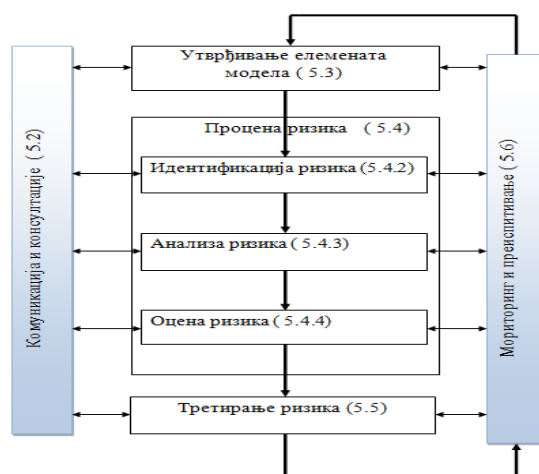 Комуникација и консултације ( 5.2)
Утврђивање елемената
модела ( 5.3)
Процена ризика ( 5.4)
Идентификација ризика (5.4.2)
Анализа ризика ( 5.4.3)
Оцена ризика ( 5.4.4)
Третирање ризика (5.5)
Мориторинг и преиспитивање ( 5.6)